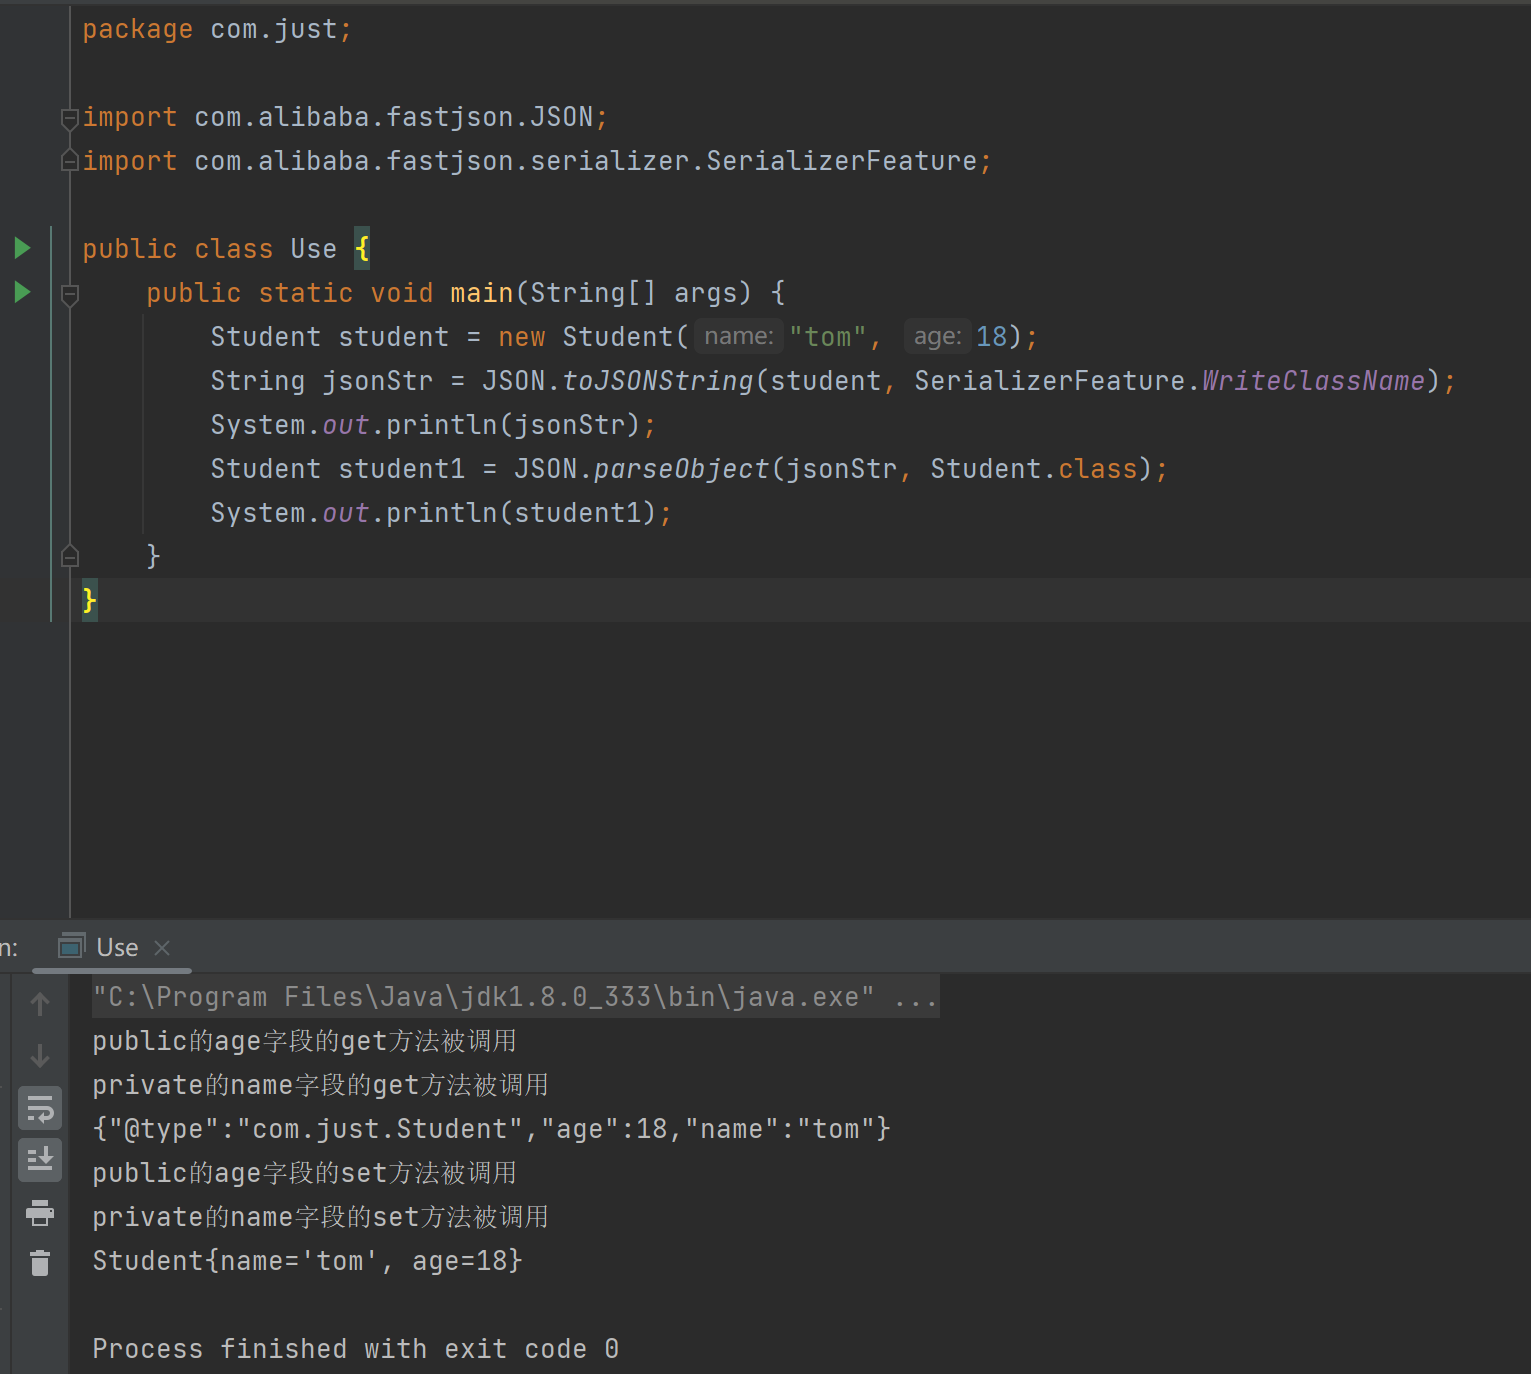 package com.just;
import com.alibaba.fastjson.JSON;
import com.alibaba.fastjson.serializer.SerializerFeature;
public class Use {
public static void main(String[] args) {
Student student = new Student( name: "tom", age: 18);
String jsonStr = JSON.toJSONString(student, SerializerFeature.WriteClassName);
System.out.println(jsonStr);
Student student1 = JSON.parseObject(jsonStr, Student.class);
System.out.println(student1);
}
}
n: Use
"C:\Program Files\Java\jdk1.8.0_333\bin\java.exe" ...
public的age字段的get方法被调用
private的name字段的get方法被调用
{"@type":"com.just.Student","age":18,"name":"tom"}
public的age字段的set方法被调用
private的name字段的set方法被调用
Student{name='tom', age=18}
Process finished with exit code 0